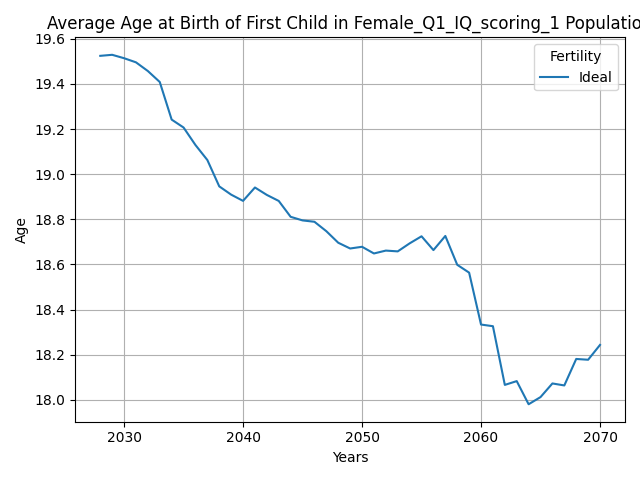 Average Age at Birth of First Child in Female_Q1_IQ_scoring_1 Populatio
19.6
19.4
19.2
19.0
18.8
18.6
18.4
18.2
18.0
Age
Fertility
Ideal
2030 2040 2050 2060 2070
Years